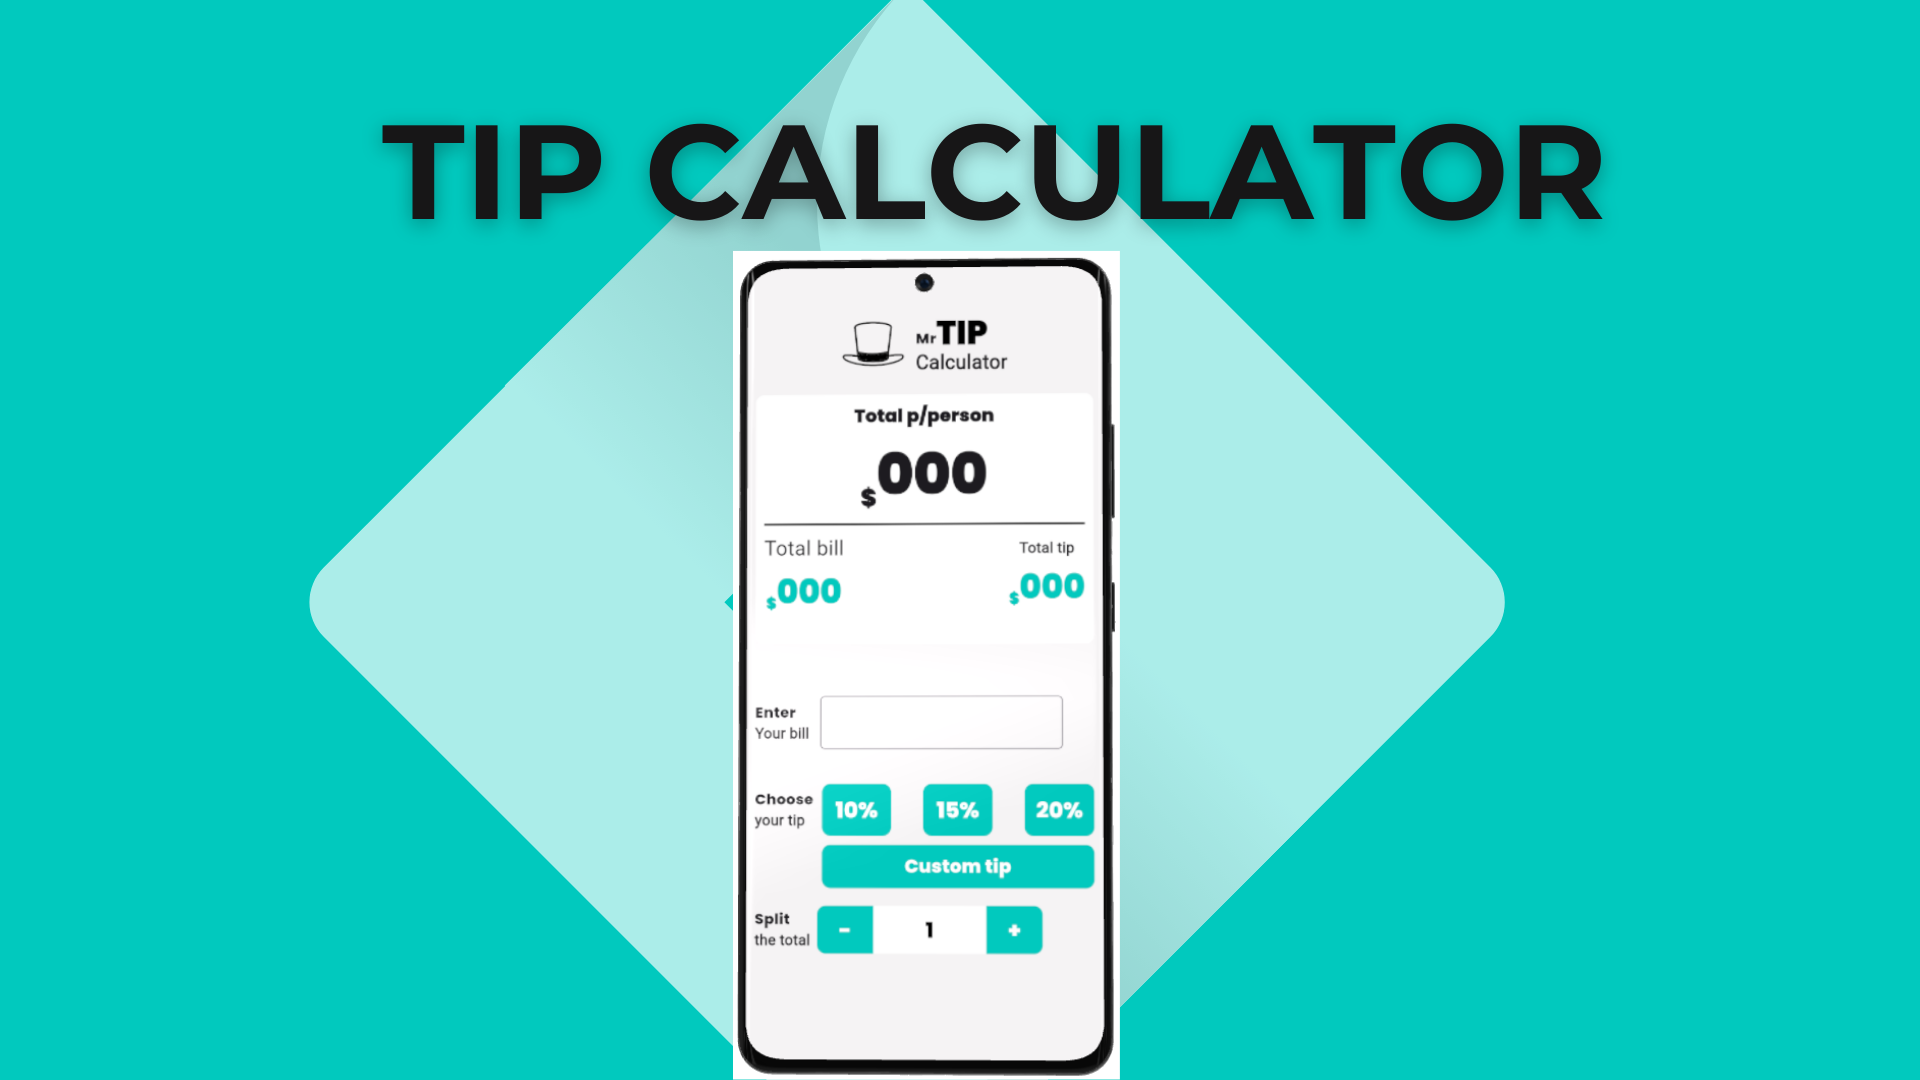 TIP CALCULATOR
Mr TIP
Calculator
Total p/person
$000
Total bill
Total tip
$000
$000
Enter
Your bill
Choose
your tip
10%
15%
20%
Custom tip
Split
the total
-
1
+